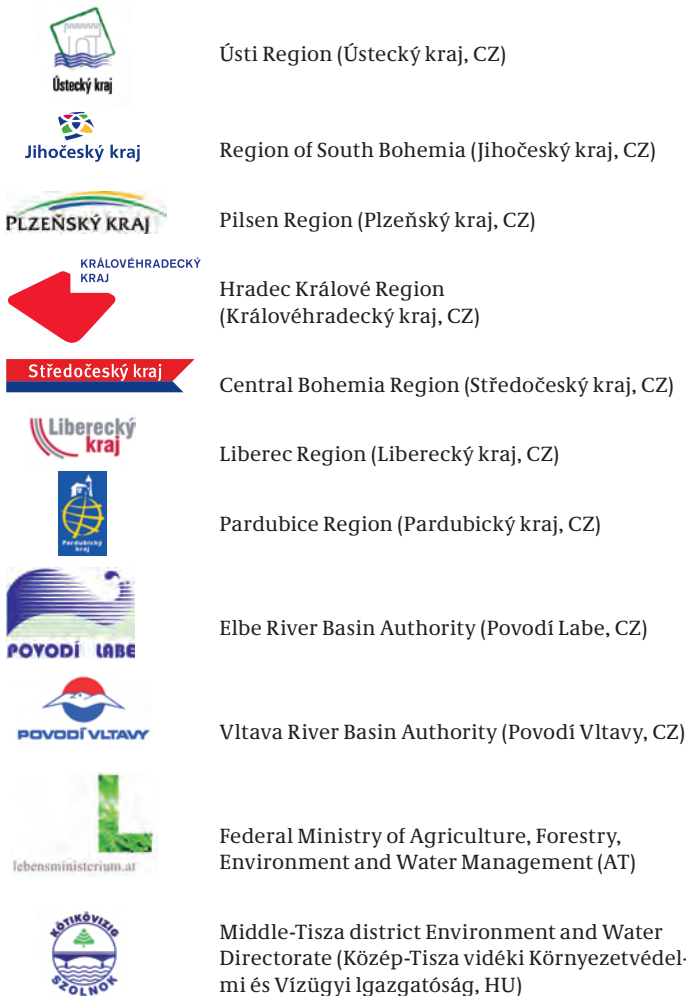 Ústecký kraj
Ústi Region (Ústecký kraj, CZ)
Jihočeský kraj
Region of South Bohemia (Jihočeský kraj, CZ)
PLZEŇSKÝ KRAJ
Pilsen Region (Plzeňský kraj, CZ)
KRÁLOVÉHRADECKÝ
KRAJ
Hradec Králové Region
(Královéhradecký kraj, CZ)
Středočeský kraj
Central Bohemia Region (Středočeský kraj, CZ)
Liberecký
kraj
Liberec Region (Liberecký kraj, CZ)
Pardubický
kraj
Pardubice Region (Pardubický kraj, CZ)
POVODÍ LABE
Elbe River Basin Authority (Povodí Labe, CZ)
POVODÍ VLTAVY
Vltava River Basin Authority (Povodí Vltavy, CZ)
L
lebensministerium.at
Federal Ministry of Agriculture, Forestry,
Environment and Water Management (AT)
KÖTIKÖVIZIG
SZOLNOK
Middle-Tisza district Environment and Water
Directorate (Közép-Tisza vidéki Környezetvédel-
mi és Vízügyi lgazgatóság, HU)